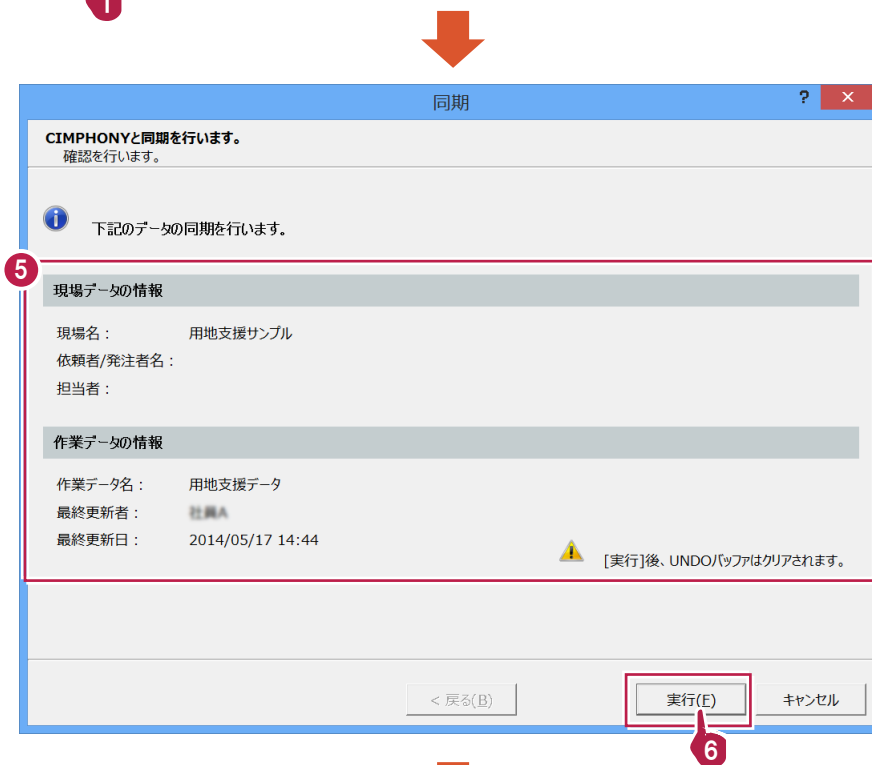 1
同期
?
×
CIMPHONYと同期を行います。
確認を行います。
下記のデータの同期を行います。
5
現場データの情報
現場名： 用地支援サンプル
依頼者/発注者名：
担当者：
作業データの情報
作業データ名： 用地支援データ
最終更新者： 社員A
最終更新日： 2014/05/17 14:44
[実行]後、UNDOバッファはクリアされます。
< 戻る(B) 実行(F) キャンセル
6